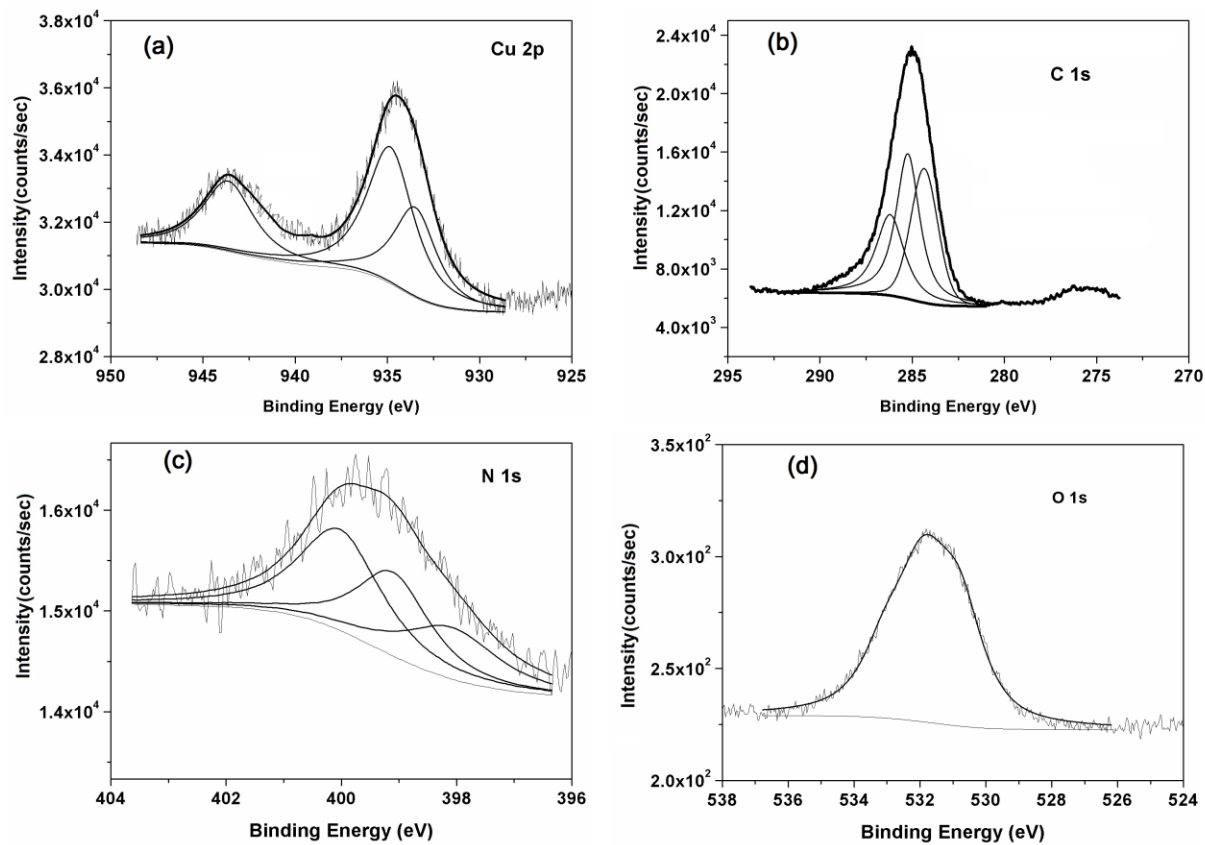 (a)
Cu 2p
3.8x10⁴
3.6x10⁴
3.4x10⁴
3.2x10⁴
3.0x10⁴
2.8x10⁴
Intensity(counts/sec)
950 945 940 935 930 925
Binding Energy (eV)
(b)
C 1s
2.4x10⁴
2.0x10⁴
1.6x10⁴
1.2x10⁴
8.0x10³
4.0x10³
Intensity(counts/sec)
295 290 285 280 275 270
Binding Energy (eV)
(c)
N 1s
1.6x10⁴
1.5x10⁴
1.4x10⁴
Intensity(counts/sec)
404 402 400 398 396
Binding Energy (eV)
(d)
O 1s
3.5x10²
3.0x10²
2.5x10²
2.0x10²
Intensity(counts/sec)
538 536 534 532 530 528 526 524
Binding Energy (eV)